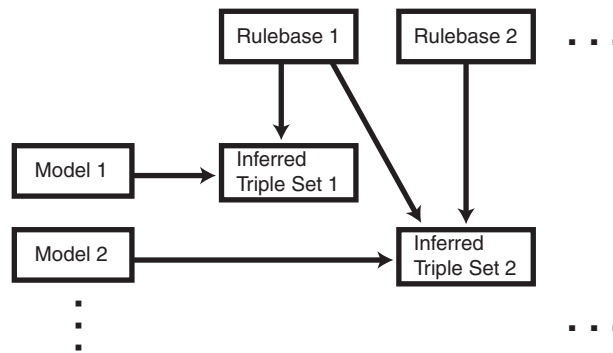 Rulebase 1
Rulebase 2
Model 1
Inferred
Triple Set 1
Model 2
Inferred
Triple Set 2